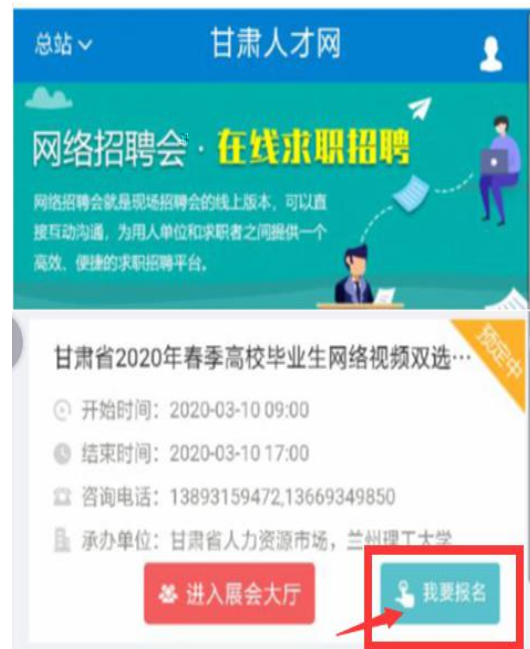 总站
甘肃人才网
网络招聘会·在线求职招聘
网络招聘会就是现场招聘会的线上版本，可以直
接互动沟通，为用人单位和求职者之间提供一个
高效、便捷的求职招聘平台。
预定中
甘肃省2020年春季高校毕业生网络视频双选…
开始时间：2020-03-10 09:00
结束时间：2020-03-10 17:00
咨询电话：13893159472,13669349850
承办单位：甘肃省人力资源市场，兰州理工大学
进入展会大厅
我要报名